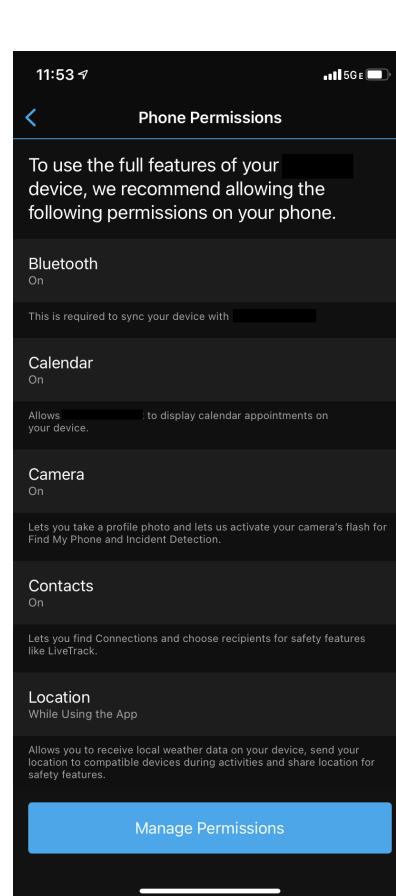 11:53
5G E
Phone Permissions
To use the full features of your
device, we recommend allowing the
following permissions on your phone.
Bluetooth
On
This is required to sync your device with
Calendar
On
Allows to display calendar appointments on
your device.
Camera
On
Lets you take a profile photo and lets us activate your camera's flash for
Find My Phone and Incident Detection.
Contacts
On
Lets you find Connections and choose recipients for safety features
like LiveTrack.
Location
While Using the App
Allows you to receive local weather data on your device, send your
location to compatible devices during activities and share location for
safety features.
Manage Permissions